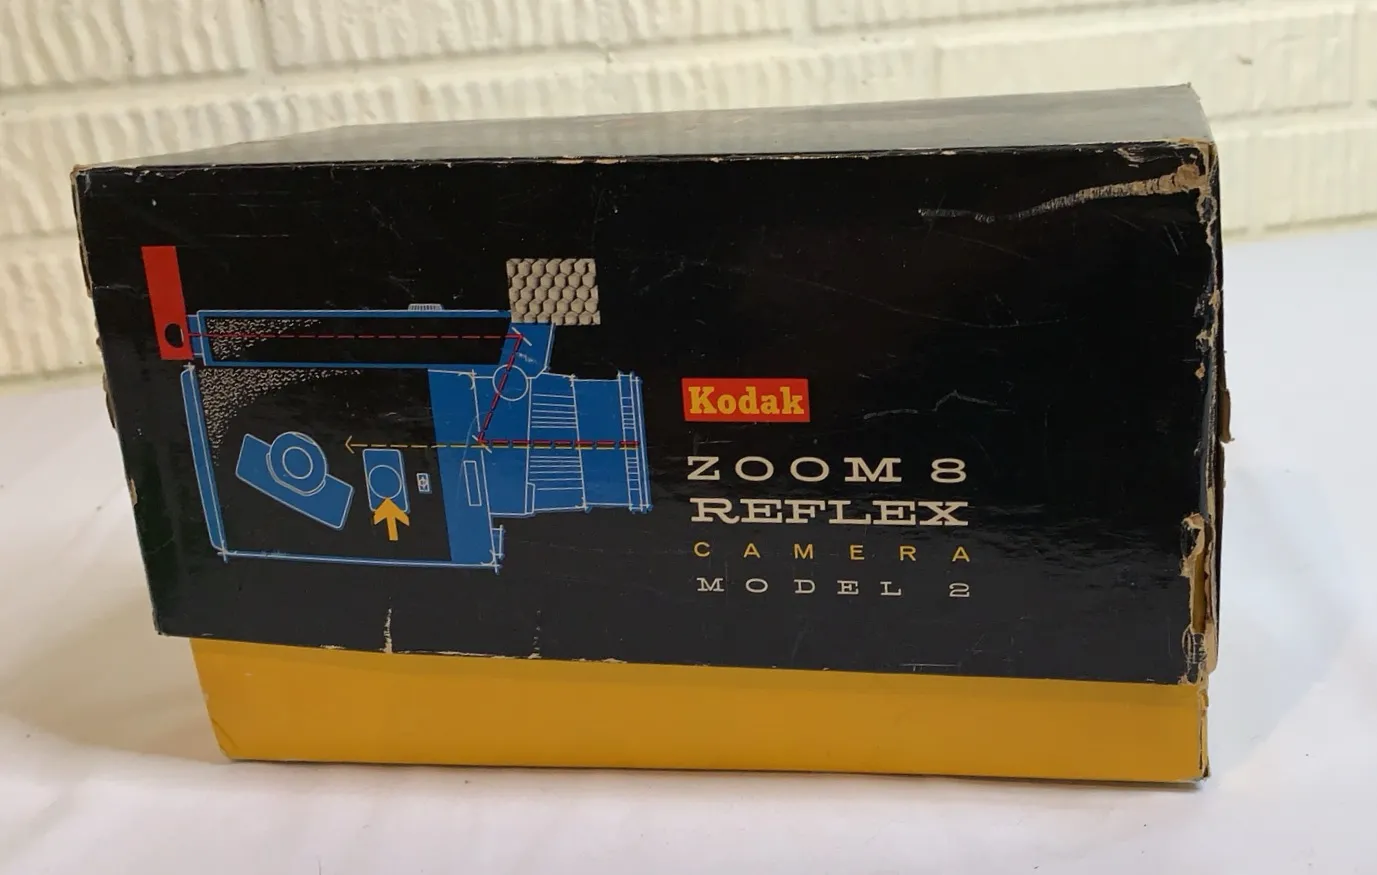 Kodak
ZOOM 8
REFLEX
CAMERA
MODEL 2